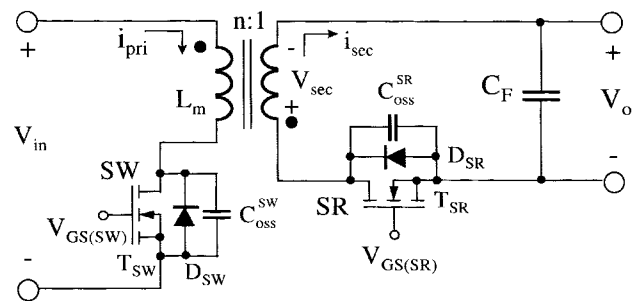 n:1
+
i_pri
-
i_sec
+
L_m
V_sec
C_oss^SR
C_F
V_o
V_in
+
SW
D_SR
-
SR
T_SR
V_GS(SW)
C_oss^SW
V_GS(SR)
-
T_SW
D_SW